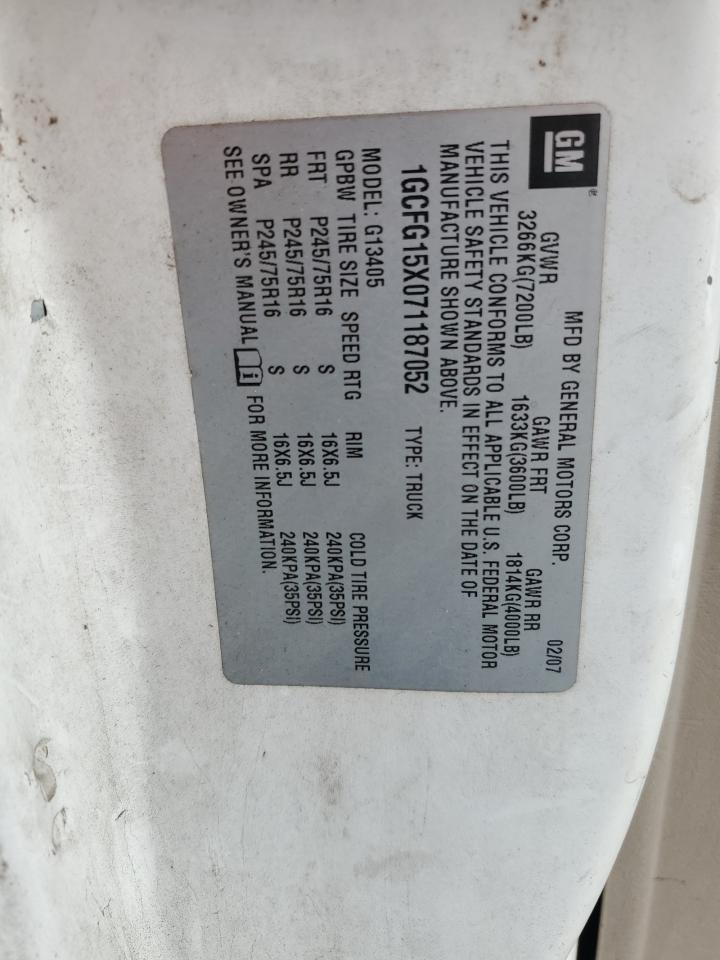 GM®
MFD BY GENERAL MOTORS CORP. 02/07
GVWR GAWR FRT GAWR RR
3266KG(7200LB) 1633KG(3600LB) 1814KG(4000LB)
THIS VEHICLE CONFORMS TO ALL APPLICABLE U.S. FEDERAL MOTOR
VEHICLE SAFETY STANDARDS IN EFFECT ON THE DATE OF
MANUFACTURE SHOWN ABOVE.
1GCFG15X071187052 TYPE: TRUCK
MODEL: G13405
GPBW TIRE SIZE SPEED RTG RIM COLD TIRE PRESSURE
FRT P245/75R16 S 16X6.5J 240KPA(35PSI)
RR P245/75R16 S 16X6.5J 240KPA(35PSI)
SPA P245/75R16 S 16X6.5J 240KPA(35PSI)
SEE OWNER'S MANUAL FOR MORE INFORMATION.